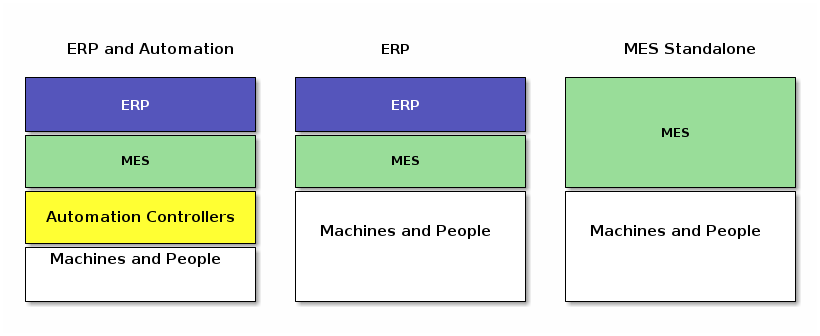 ERP and Automation
ERP
MES
Automation Controllers
Machines and People
ERP
ERP
MES
Machines and People
MES Standalone
MES
Machines and People